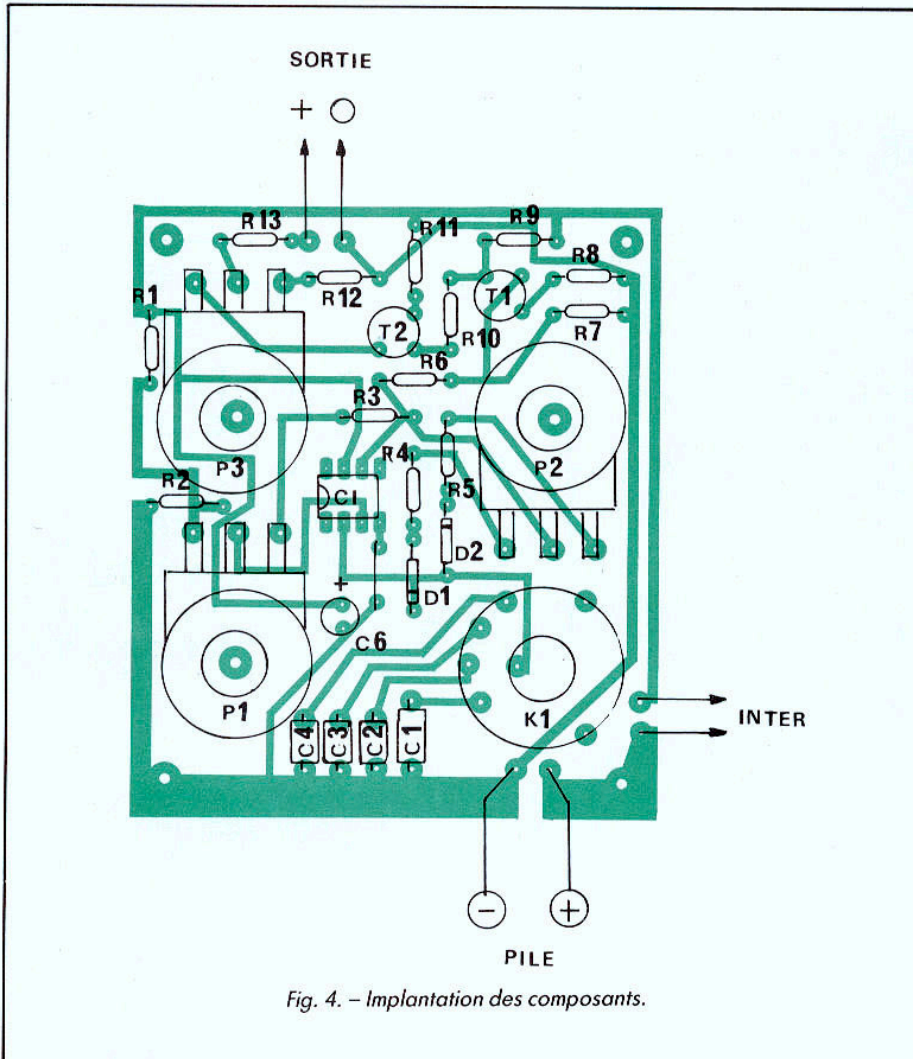 SORTIE
+ O
R13
R11
R9
R8
R12
R1
T1
T2
R10
R7
R6
R3
P3
R4
P2
R2
CI
R5
D2
+
D1
C6
P1
K1
INTER
+ + +
C4 C3 C2 C1
− +
PILE
Fig. 4. – Implantation des composants.